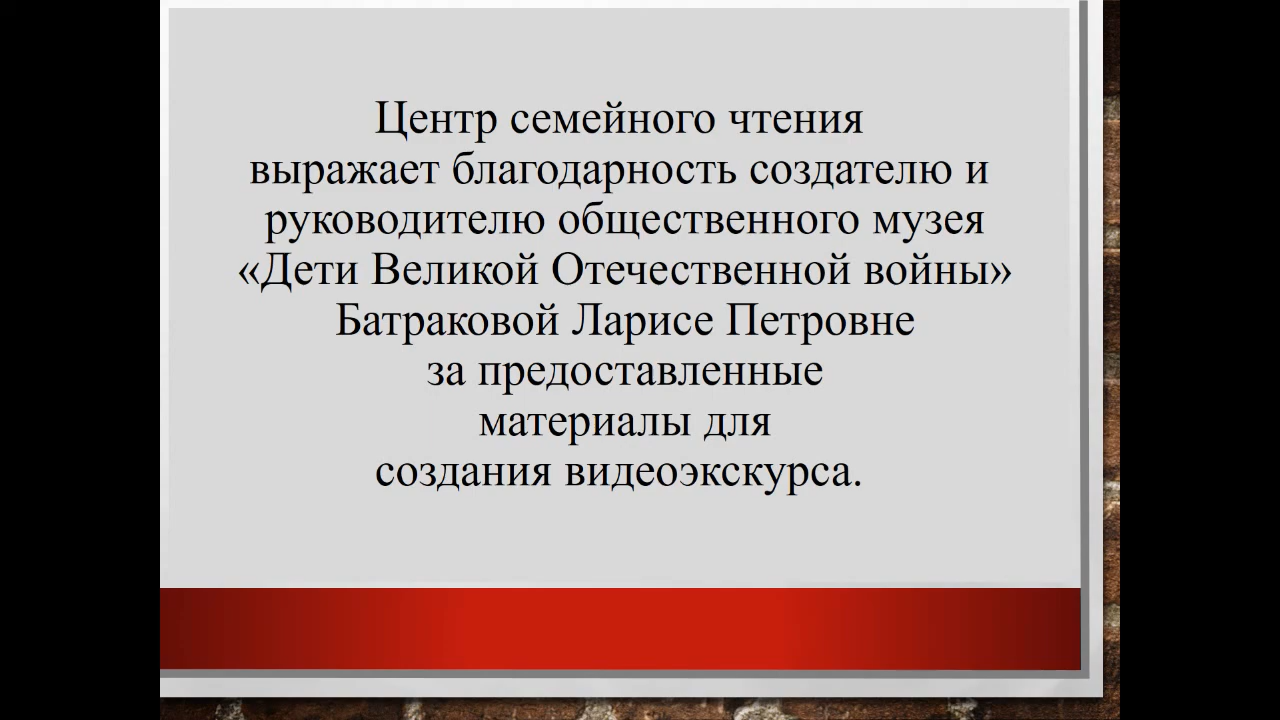 Центр семейного чтения
выражает благодарность создателю и
руководителю общественного музея
«Дети Великой Отечественной войны»
Батраковой Ларисе Петровне
за предоставленные
материалы для
создания видеоэкскурса.